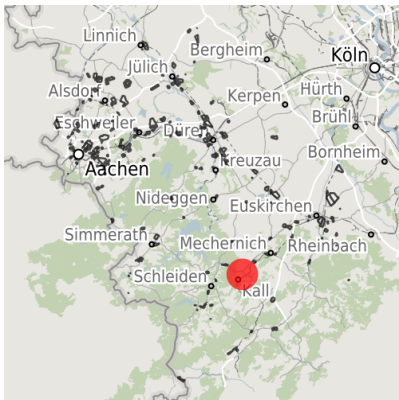 Linnich
Bergheim
Köln
Jülich
Alsdorf
Kerpen
Hürth
Eschweiler
Düren
Brühl
Aachen
Kreuzau
Bornheim
Nideggen
Euskirchen
Simmerath
Mechernich
Rheinbach
Schleiden
Kall